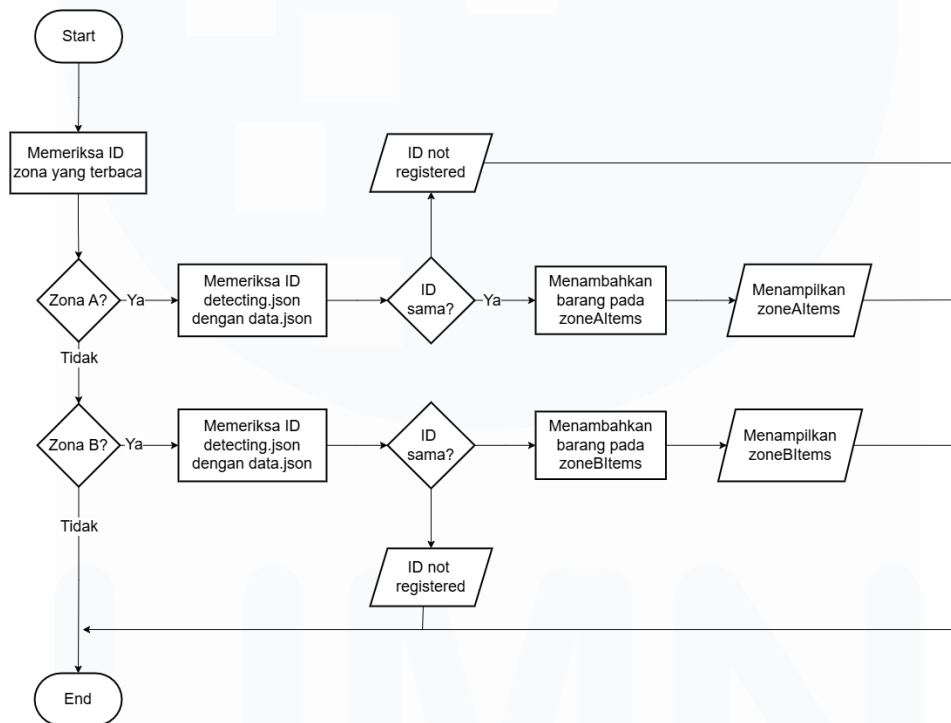 Start
Memeriksa ID
zona yang terbaca
ID not
registered
Zona A?
Ya
Memeriksa ID
detecting.json
dengan data.json
ID
sama?
Ya
Menambahkan
barang pada
zoneAItems
Menampilkan
zoneAItems
Tidak
Zona B?
Ya
Memeriksa ID
detecting.json
dengan data.json
ID
sama?
Menambahkan
barang pada
zoneBItems
Menampilkan
zoneBItems
Tidak
ID not
registered
End
UMN